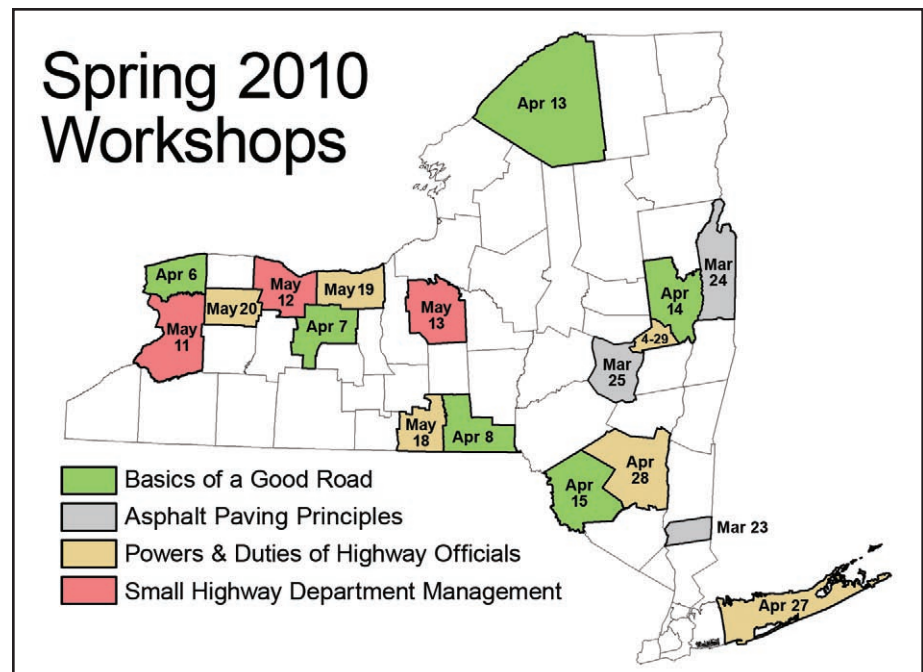 Spring 2010
Workshops
Apr 13
Apr 6
May
12
May 19
May 20
May
11
Apr 7
May
13
Mar
24
Apr
14
4-29
Mar
25
May
18
Apr 8
Apr
28
Apr
15
Mar 23
Apr 27
Basics of a Good Road
Asphalt Paving Principles
Powers & Duties of Highway Officials
Small Highway Department Management